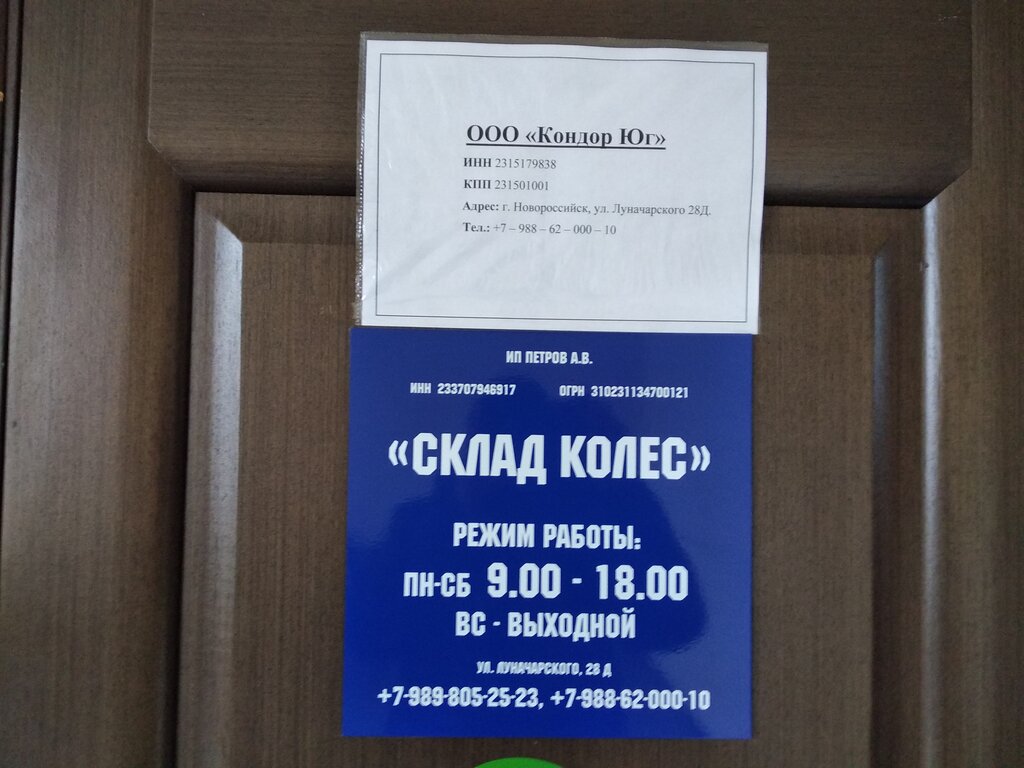 ООО «Кондор Юг»
ИНН 2315179838
КПП 231501001
Адрес: г. Новороссийск, ул. Луначарского 28Д.
Тел.: +7 – 988 – 62 – 000 – 10
ИП ПЕТРОВ А.В.
ИНН 233707946917 ОГРН 310231134700121
«СКЛАД КОЛЕС»
РЕЖИМ РАБОТЫ:
ПН-СБ 9.00 - 18.00
ВС - ВЫХОДНОЙ
УЛ. ЛУНАЧАРСКОГО, 28 Д
+7-989-805-25-23, +7-988-62-000-10